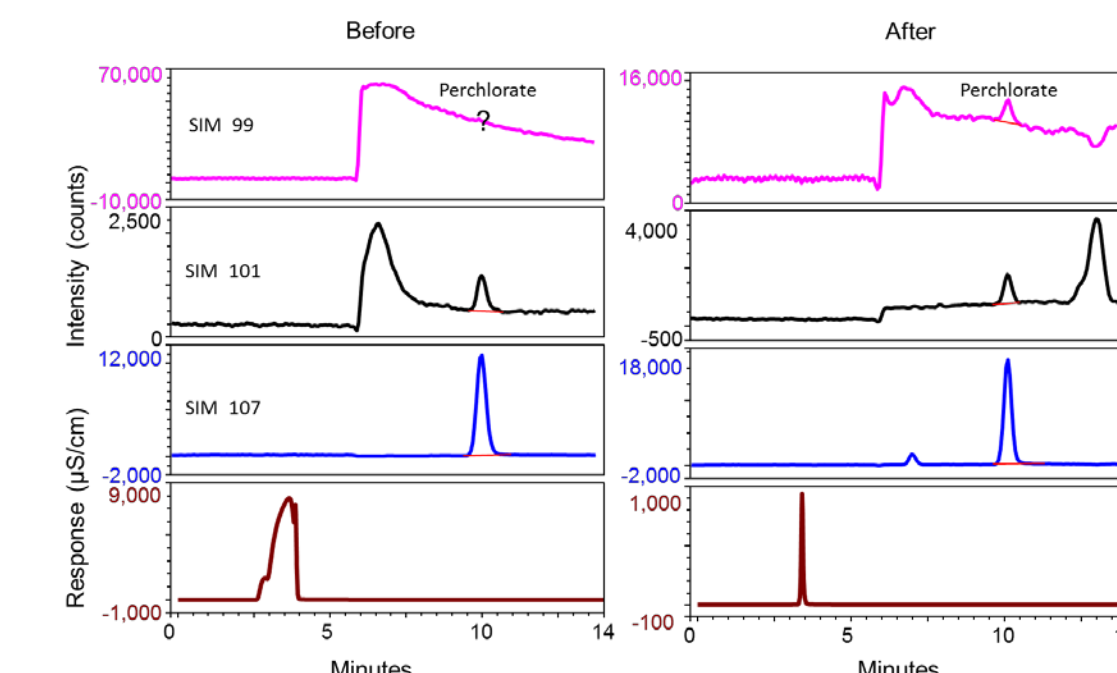 Before
After
70,000
Perchlorate
?
SIM 99
-10,000
16,000
Perchlorate
0
Intensity (counts)
2,500
SIM 101
0
4,000
-500
12,000
SIM 107
-2,000
18,000
-2,000
Response (µS/cm)
9,000
-1,000
1,000
-100
0
5
10
14
0
5
10
Minutes
Minutes